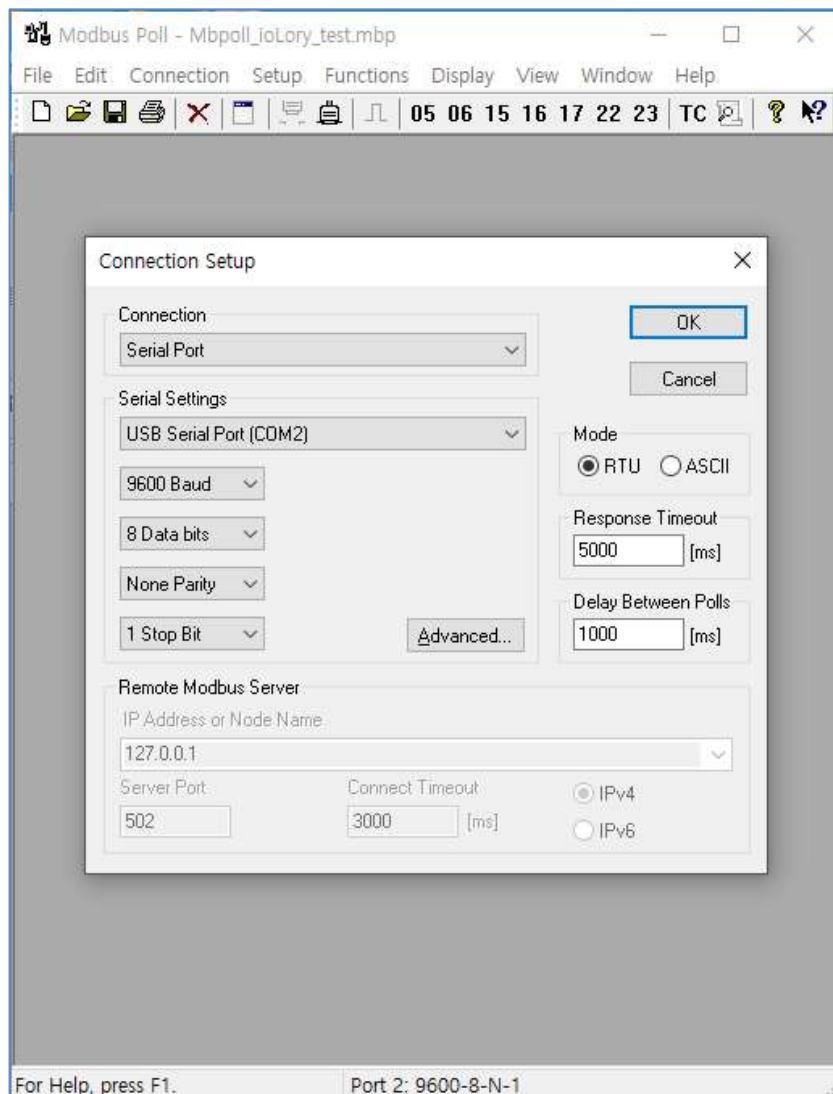 Modbus Poll - Mbpoll_ioLory_test.mbp
File Edit Connection Setup Functions Display View Window Help
05 06 15 16 17 22 23 TC
Connection Setup
Connection
Serial Port
OK
Cancel
Serial Settings
USB Serial Port (COM2)
9600 Baud
8 Data bits
None Parity
1 Stop Bit
Advanced...
Mode
RTU ASCII
Response Timeout
5000 [ms]
Delay Between Polls
1000 [ms]
Remote Modbus Server
IP Address or Node Name
127.0.0.1
Server Port Connect Timeout
502 3000 [ms]
IPv4
IPv6
For Help, press F1. Port 2: 9600-8-N-1